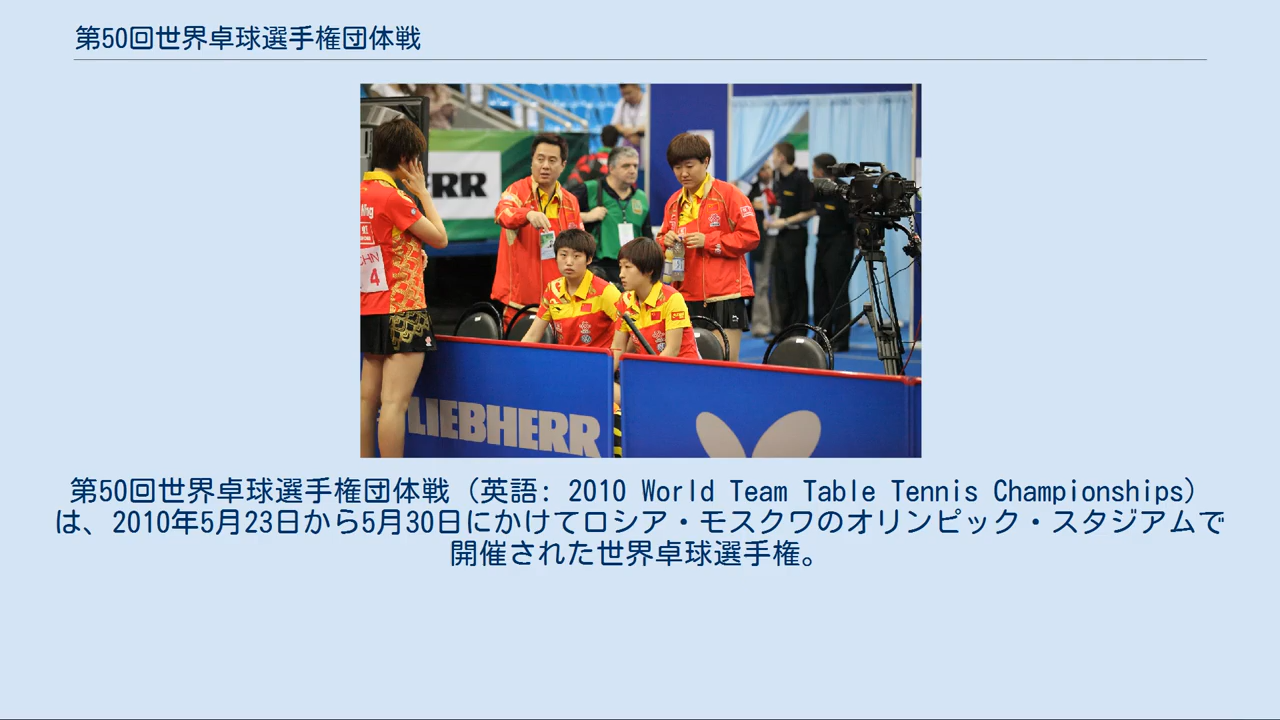 第50回世界卓球選手権団体戦
ERR
CHN
4
LIEBHERR
第50回世界卓球選手権団体戦（英語: 2010 World Team Table Tennis Championships）
は、2010年5月23日から5月30日にかけてロシア・モスクワのオリンピック・スタジアムで
開催された世界卓球選手権。